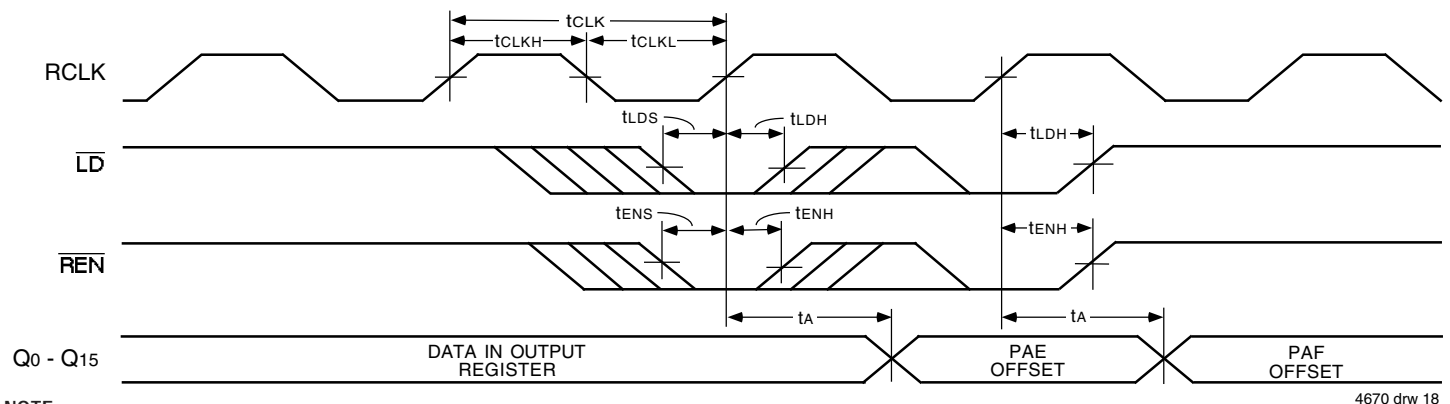 tCLK
tCLKH tCLKL
RCLK
tLDS tLDH tLDH
LD
tENS tENH tENH
REN
tA tA
Q0 - Q15 DATA IN OUTPUT REGISTER PAE OFFSET PAF OFFSET
4670 drw 18